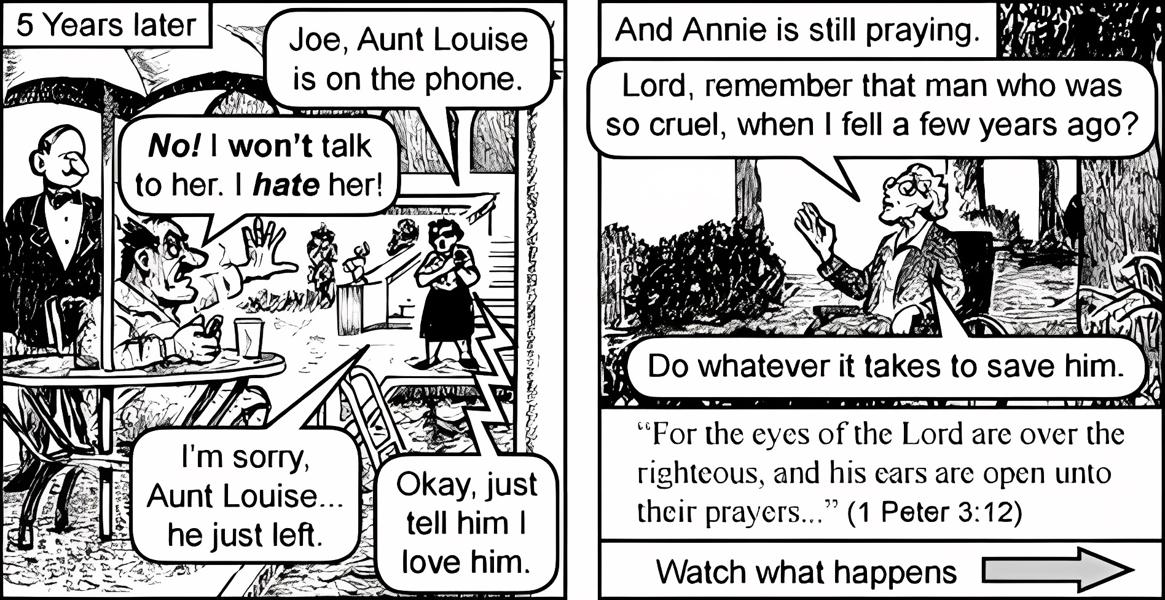 5 Years later
Joe, Aunt Louise
is on the phone.
No! I won't talk
to her. I hate her!
I'm sorry,
Aunt Louise...
he just left.
Okay, just
tell him I
love him.
And Annie is still praying.
Lord, remember that man who was
so cruel, when I fell a few years ago?
Do whatever it takes to save him.
“For the eyes of the Lord are over the
righteous, and his ears are open unto
their prayers...” (1 Peter 3:12)
Watch what happens